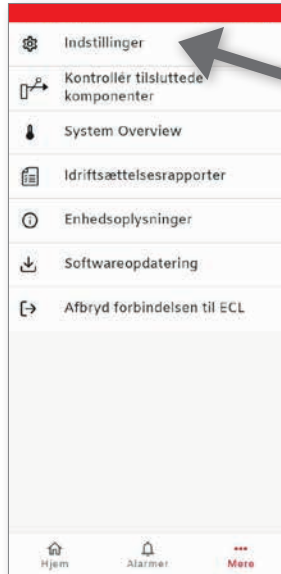 Indstillinger
Kontrollér tilsluttede
komponenter
System Overview
Idriftsættelsesrapporter
Enhedsoplysninger
Softwareopdatering
Afbryd forbindelsen til ECL
Hjem Alarmer Mere